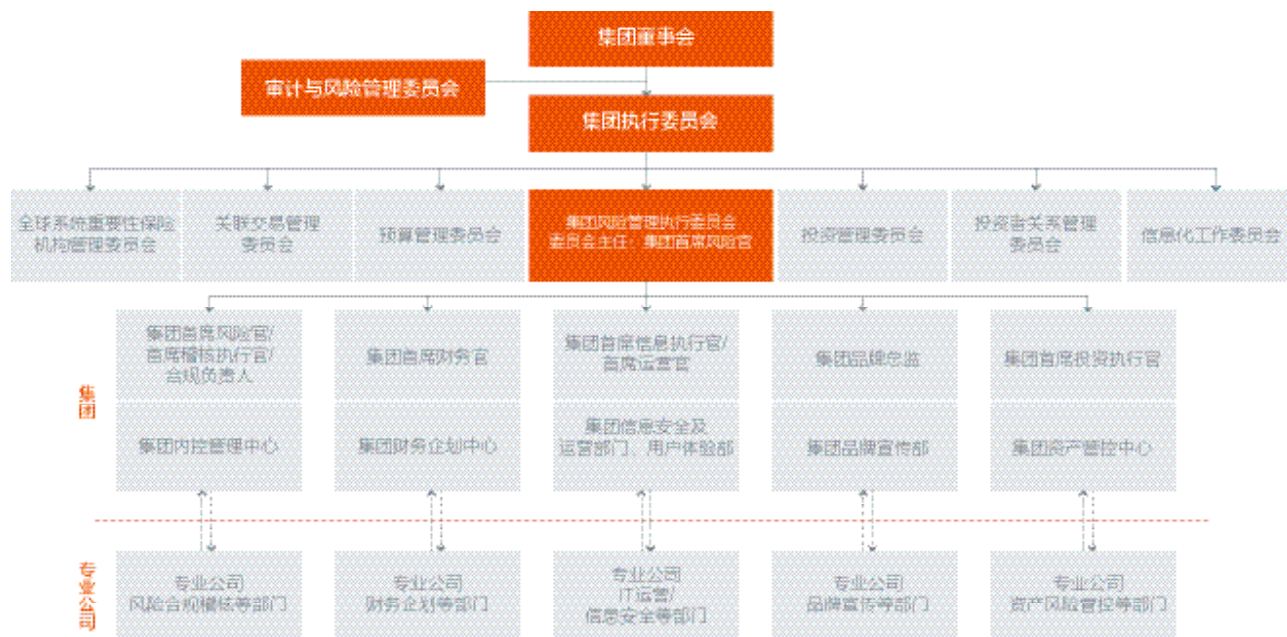 集团董事会
审计与风险管理委员会
集团执行委员会
全球系统重要性保险
机构管理委员会
关联交易管理
委员会
预算管理委员会
集团风险管理执行委员会
委员会主任：集团首席风险官
投资管理委员会
投资者关系管理
委员会
信息化工作委员会
集团
集团首席风险官/
首席稽核执行官/
合规负责人
集团首席财务官
集团首席信息执行官/
首席运营官
集团品牌总监
集团首席投资执行官
集团内控管理中心
集团财务企划中心
集团信息安全及
运营部门、用户体验部
集团品牌宣传部
集团资产管控中心
专业公司
专业公司
风险合规稽核等部门
专业公司
财务企划等部门
专业公司
IT运营/
信息安全等部门
专业公司
品牌宣传等部门
专业公司
资产风险管控等部门